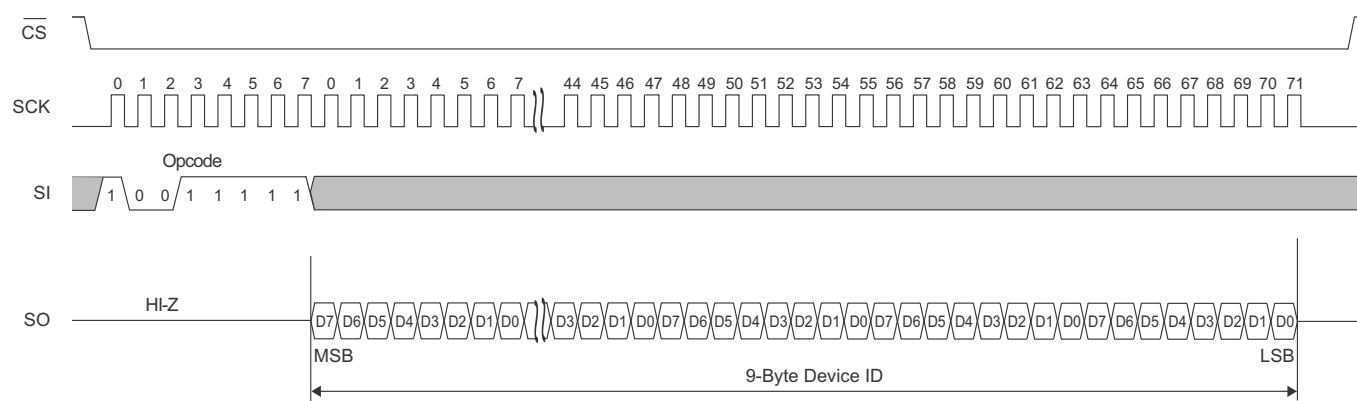 CS
0 1 2 3 4 5 6 7 0 1 2 3 4 5 6 7 44 45 46 47 48 49 50 51 52 53 54 55 56 57 58 59 60 61 62 63 64 65 66 67 68 69 70 71
SCK
Opcode
SI 1 0 0 1 1 1 1 1
HI-Z
SO D7 D6 D5 D4 D3 D2 D1 D0 D3 D2 D1 D0 D7 D6 D5 D4 D3 D2 D1 D0 D7 D6 D5 D4 D3 D2 D1 D0 D7 D6 D5 D4 D3 D2 D1 D0
MSB LSB
9-Byte Device ID